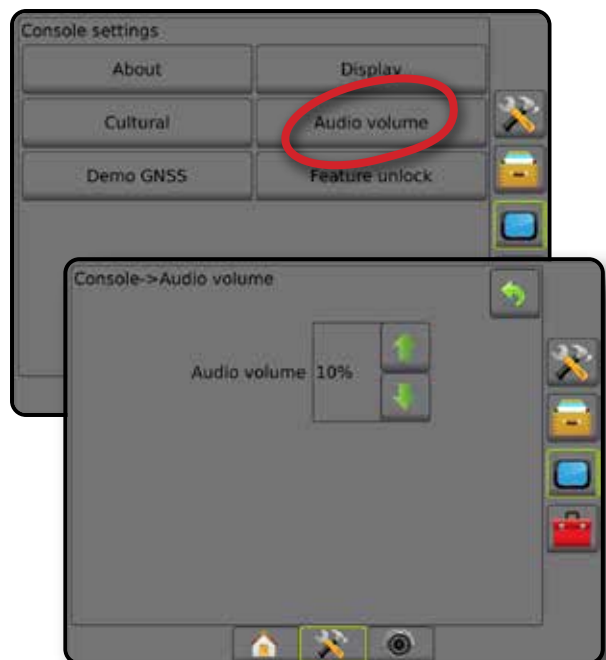 Console settings
About
Display
Cultural
Audio volume
Demo GNSS
Feature unlock
Console->Audio volume
Audio volume 10%